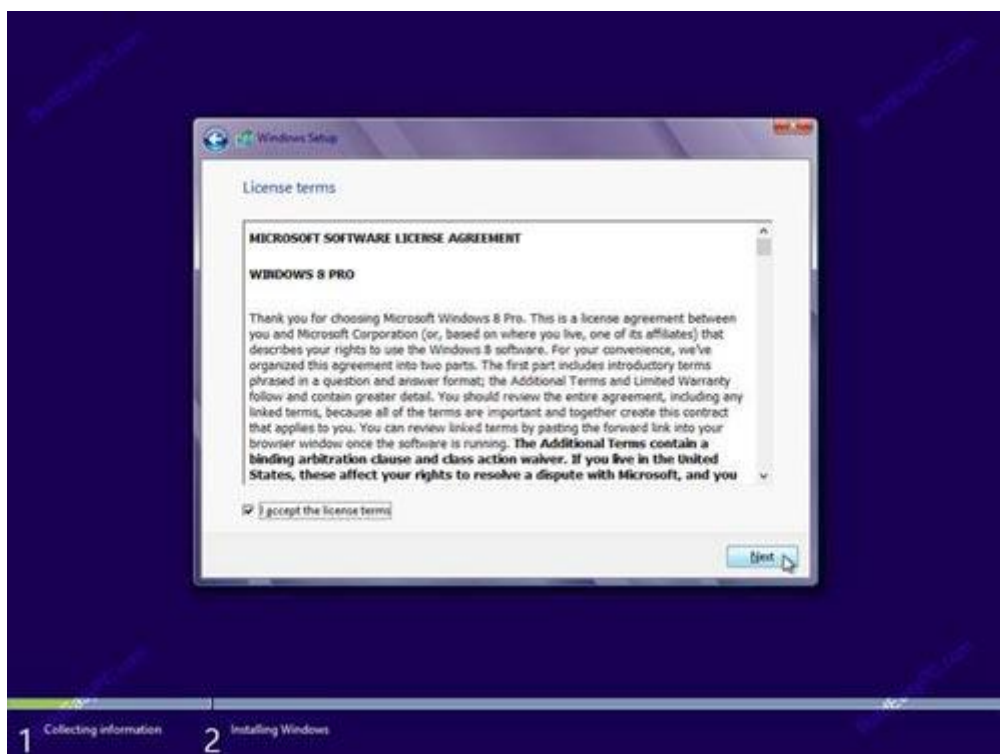 Windows Setup
License terms
MICROSOFT SOFTWARE LICENSE AGREEMENT
WINDOWS 8 PRO
Thank you for choosing Microsoft Windows 8 Pro. This is a license agreement between
you and Microsoft Corporation (or, based on where you live, one of its affiliates) that
describes your rights to use the Windows 8 software. For your convenience, we've
organized this agreement into two parts. The first part includes introductory terms
phrased in a question and answer format; the Additional Terms and Limited Warranty
follow and contain greater detail. You should review the entire agreement, including any
linked terms, because all of the terms are important and together create this contract
that applies to you. You can review linked terms by pasting the forward link into your
browser window once the software is running. The Additional Terms contain a
binding arbitration clause and class action waiver. If you live in the United
States, these affect your rights to resolve a dispute with Microsoft, and you
I accept the license terms
Next
1 Collecting information
2 Installing Windows